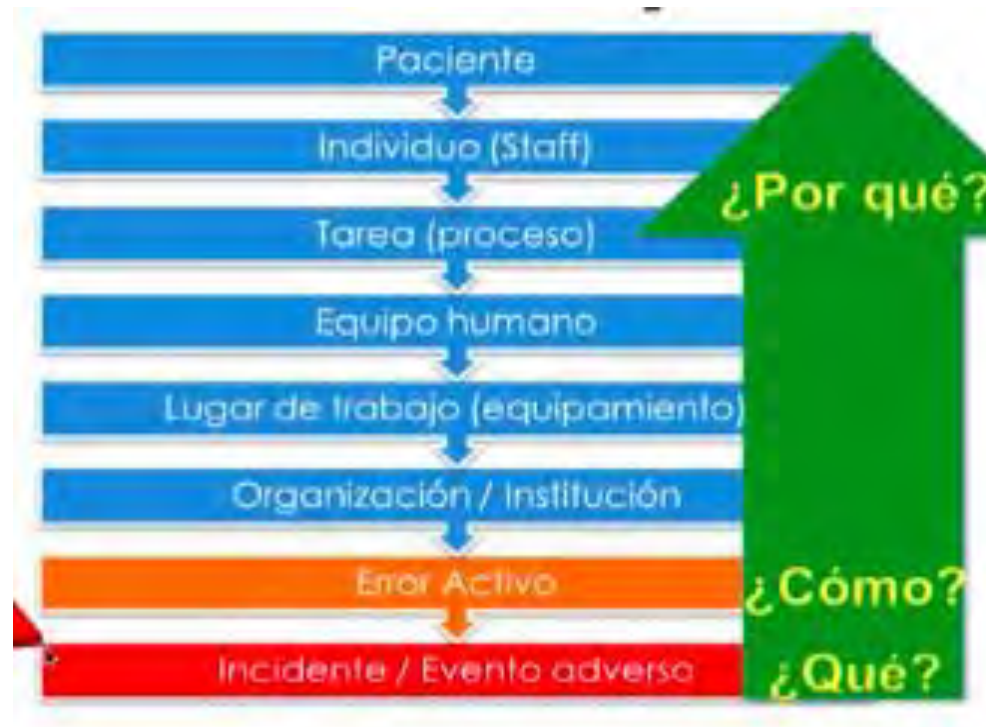 Paciente
Individuo (Staff)
Tarea (proceso)
Equipo humano
Lugar de trabajo (equipamiento)
Organización / Institución
Error Activo
Incidente / Evento adverso
¿Por qué?
¿Cómo?
¿Qué?